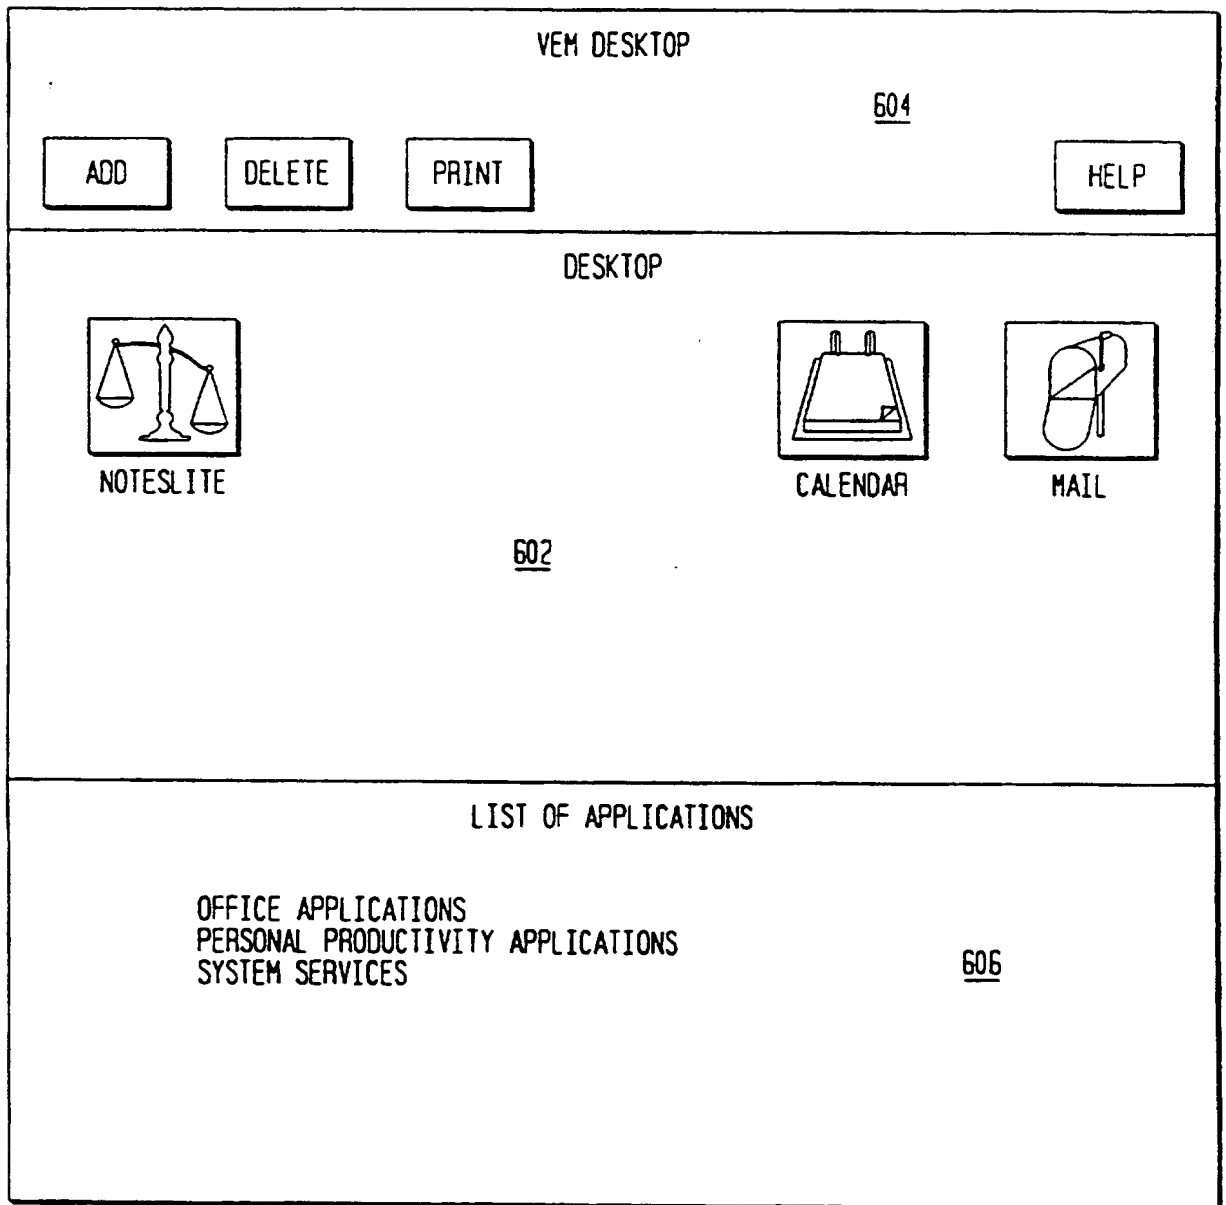 VEM DESKTOP
604
ADD DELETE PRINT HELP
DESKTOP
NOTESLITE CALENDAR MAIL
602
LIST OF APPLICATIONS
OFFICE APPLICATIONS
PERSONAL PRODUCTIVITY APPLICATIONS
SYSTEM SERVICES
606